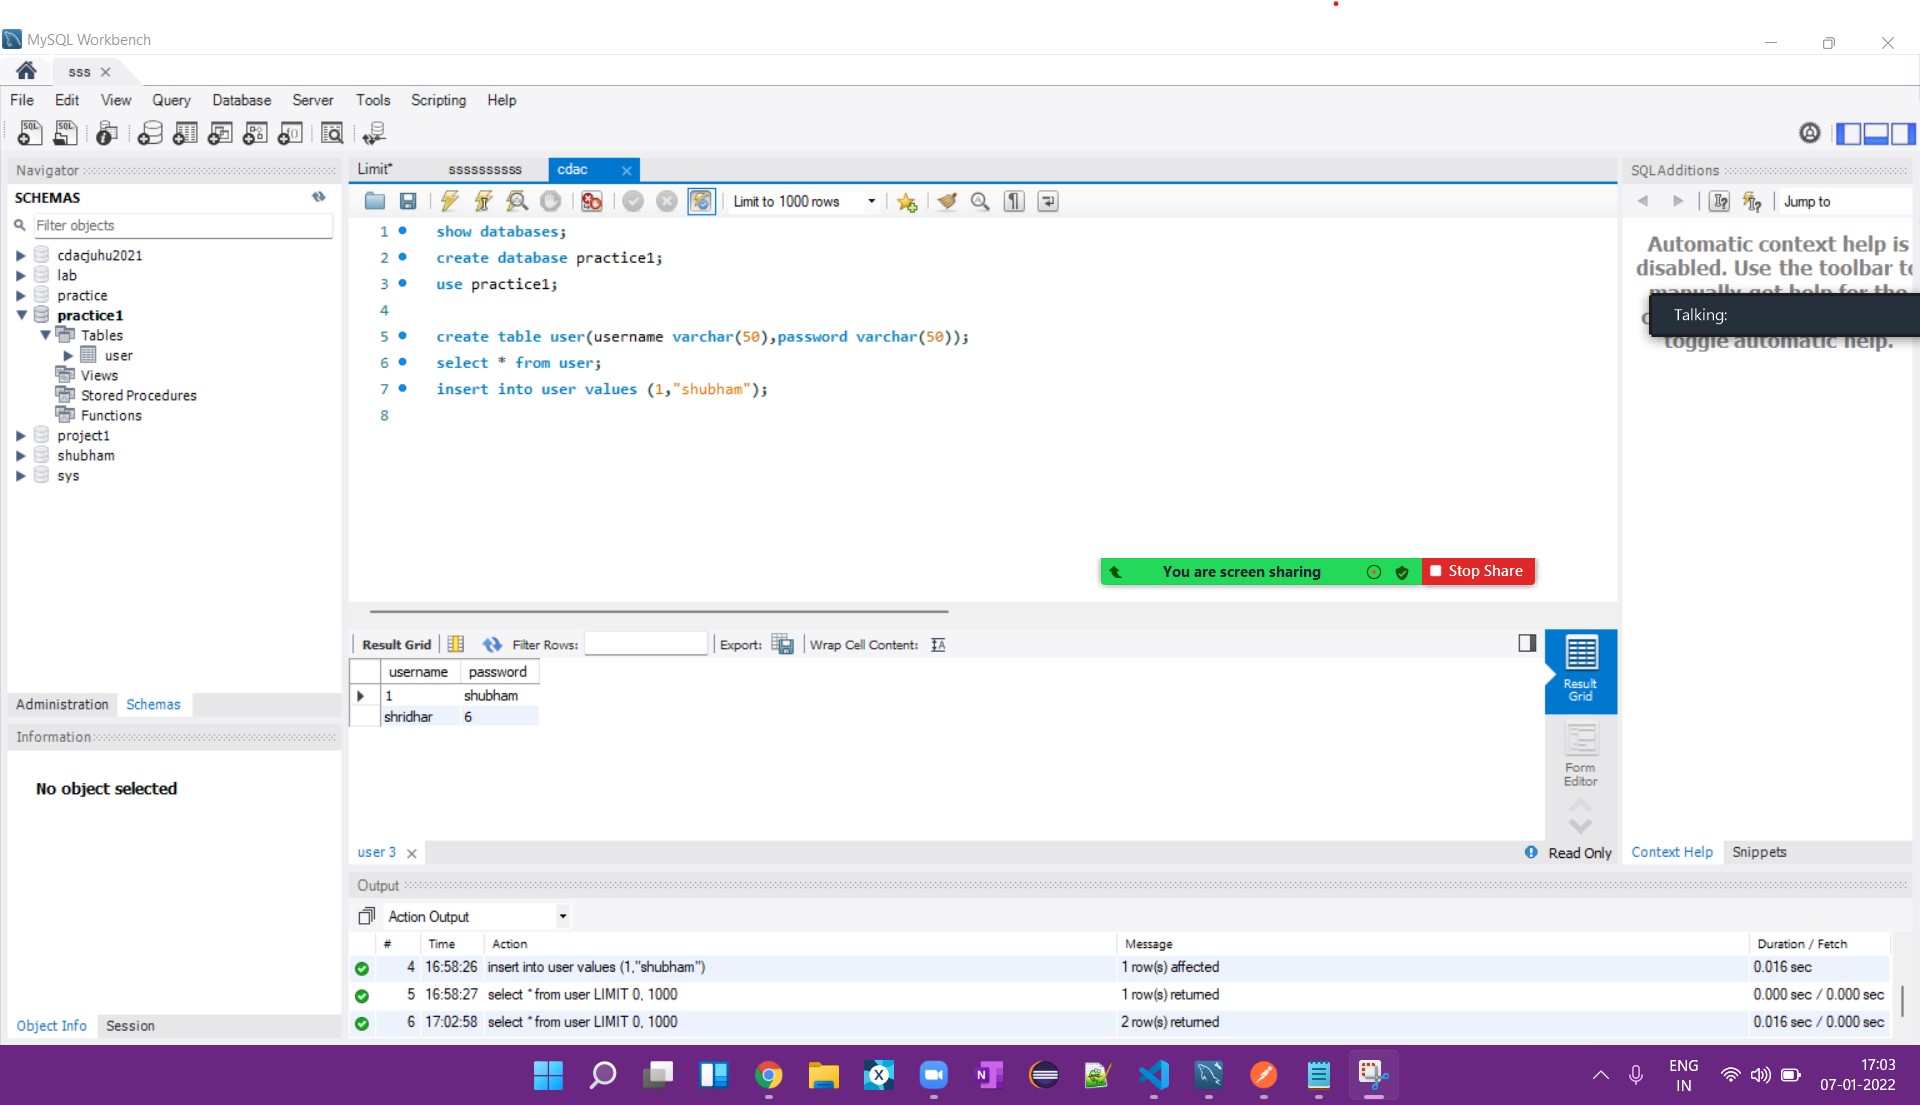 MySQL Workbench
sss
File Edit View Query Database Server Tools Scripting Help
Navigator
SCHEMAS
Filter objects
cdacjuhu2021
lab
practice
practice1
Tables
user
Views
Stored Procedures
Functions
project1
shubham
sys
Administration Schemas
Information
No object selected
Object Info Session
Limit* ssssssssss cdac
Limit to 1000 rows
1 show databases;
2 create database practice1;
3 use practice1;
4
5 create table user(username varchar(50),password varchar(50));
6 select * from user;
7 insert into user values (1,"shubham");
8
You are screen sharing Stop Share
Result Grid Filter Rows: Export: Wrap Cell Content:
username password
1 shubham
shridhar 6
Result
Grid
Form
Editor
user 3 Read Only
SQLAdditions
Jump to
Automatic context help is
disabled. Use the toolbar to
manually get help for the
Talking:
toggle automatic help.
Context Help Snippets
Output
Action Output
# Time Action Message Duration / Fetch
4 16:58:26 insert into user values (1,"shubham") 1 row(s) affected 0.016 sec
5 16:58:27 select * from user LIMIT 0, 1000 1 row(s) returned 0.000 sec / 0.000 sec
6 17:02:58 select * from user LIMIT 0, 1000 2 row(s) returned 0.016 sec / 0.000 sec
ENG
IN
17:03
07-01-2022